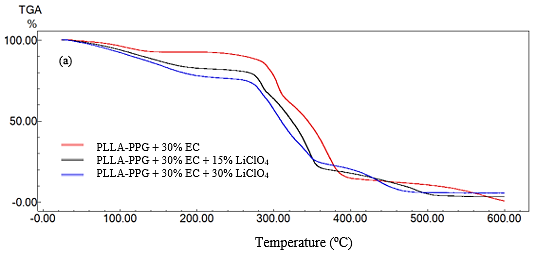 TGA
%
100.00
(a)
50.00
PLLA-PPG + 30% EC
PLLA-PPG + 30% EC + 15% LiClO₄
PLLA-PPG + 30% EC + 30% LiClO₄
-0.00
-0.00 100.00 200.00 300.00 400.00 500.00 600.00
Temperature (⁰C)